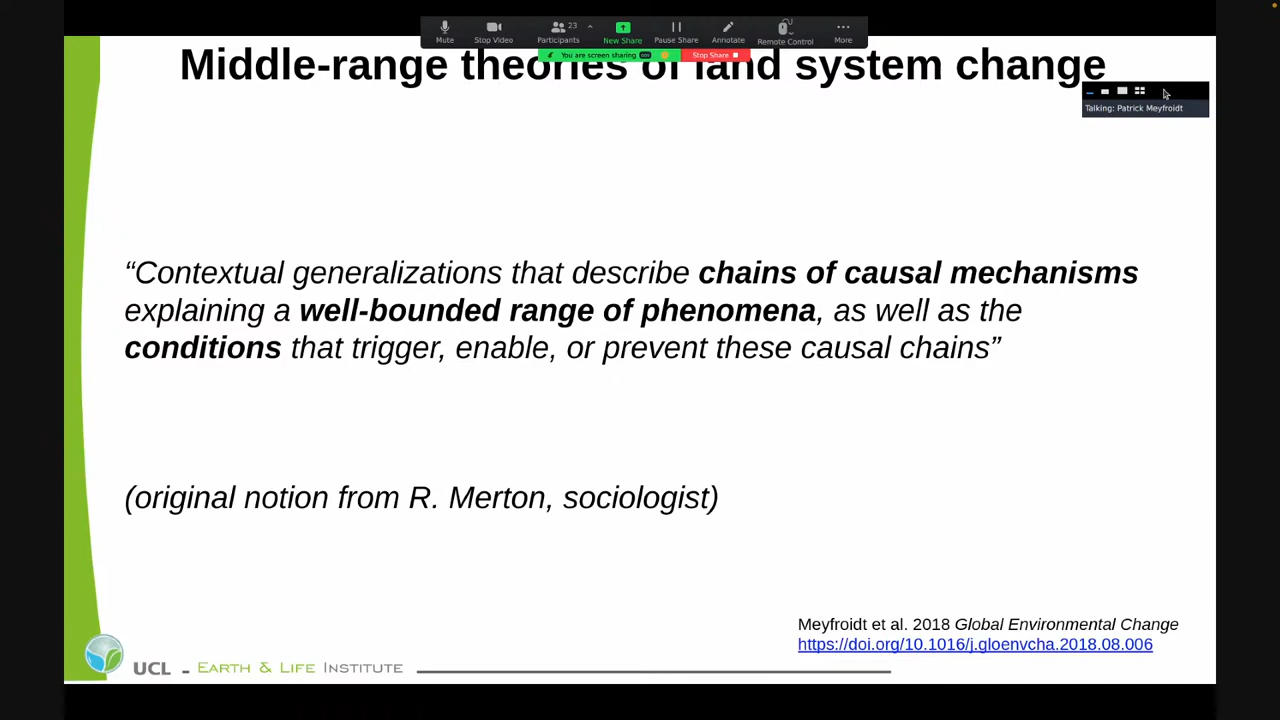 23
Mute
Stop Video
Participants
New Share
Pause Share
Annotate
Remote Control
More
You are screen sharing
Stop Share
Middle-range theories of land system change
Talking: Patrick Meyfroidt
“Contextual generalizations that describe chains of causal mechanisms
explaining a well-bounded range of phenomena, as well as the
conditions that trigger, enable, or prevent these causal chains”
(original notion from R. Merton, sociologist)
Meyfroidt et al. 2018 Global Environmental Change
https://doi.org/10.1016/j.gloenvcha.2018.08.006
UCL - EARTH & LIFE INSTITUTE